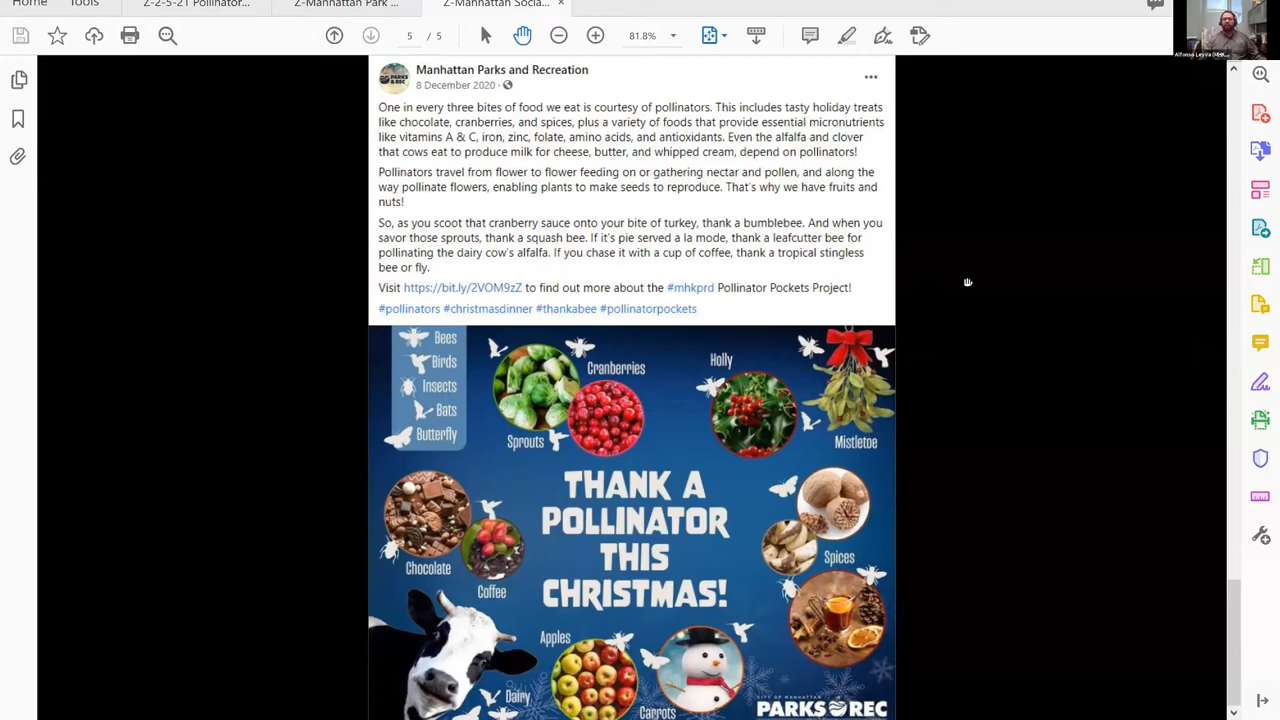 Home
Tools
Z-2-5-21 Pollinator...
Z-Manhattan Park ...
Z-Manhattan Socia...
5 / 5
81.8%
Manhattan Parks and Recreation
8 December 2020
One in every three bites of food we eat is courtesy of pollinators. This includes tasty holiday treats
like chocolate, cranberries, and spices, plus a variety of foods that provide essential micronutrients
like vitamins A & C, iron, zinc, folate, amino acids, and antioxidants. Even the alfalfa and clover
that cows eat to produce milk for cheese, butter, and whipped cream, depend on pollinators!
Pollinators travel from flower to flower feeding on or gathering nectar and pollen, and along the
way pollinate flowers, enabling plants to make seeds to reproduce. That's why we have fruits and
nuts!
So, as you scoot that cranberry sauce onto your bite of turkey, thank a bumblebee. And when you
savor those sprouts, thank a squash bee. If it's pie served a la mode, thank a leafcutter bee for
pollinating the dairy cow's alfalfa. If you chase it with a cup of coffee, thank a tropical stingless
bee or fly.
Visit https://bit.ly/2VOM9zZ to find out more about the #mhkprd Pollinator Pockets Project!
#pollinators #christmasdinner #thankabee #pollinatorpockets
Bees
Birds
Insects
Bats
Butterfly
Cranberries
Sprouts
Holly
Mistletoe
THANK A
POLLINATOR
THIS
CHRISTMAS!
Chocolate
Coffee
Spices
Apples
Dairy
Carrots
CITY OF MANHATTAN
PARKS REC
PARKS
& REC